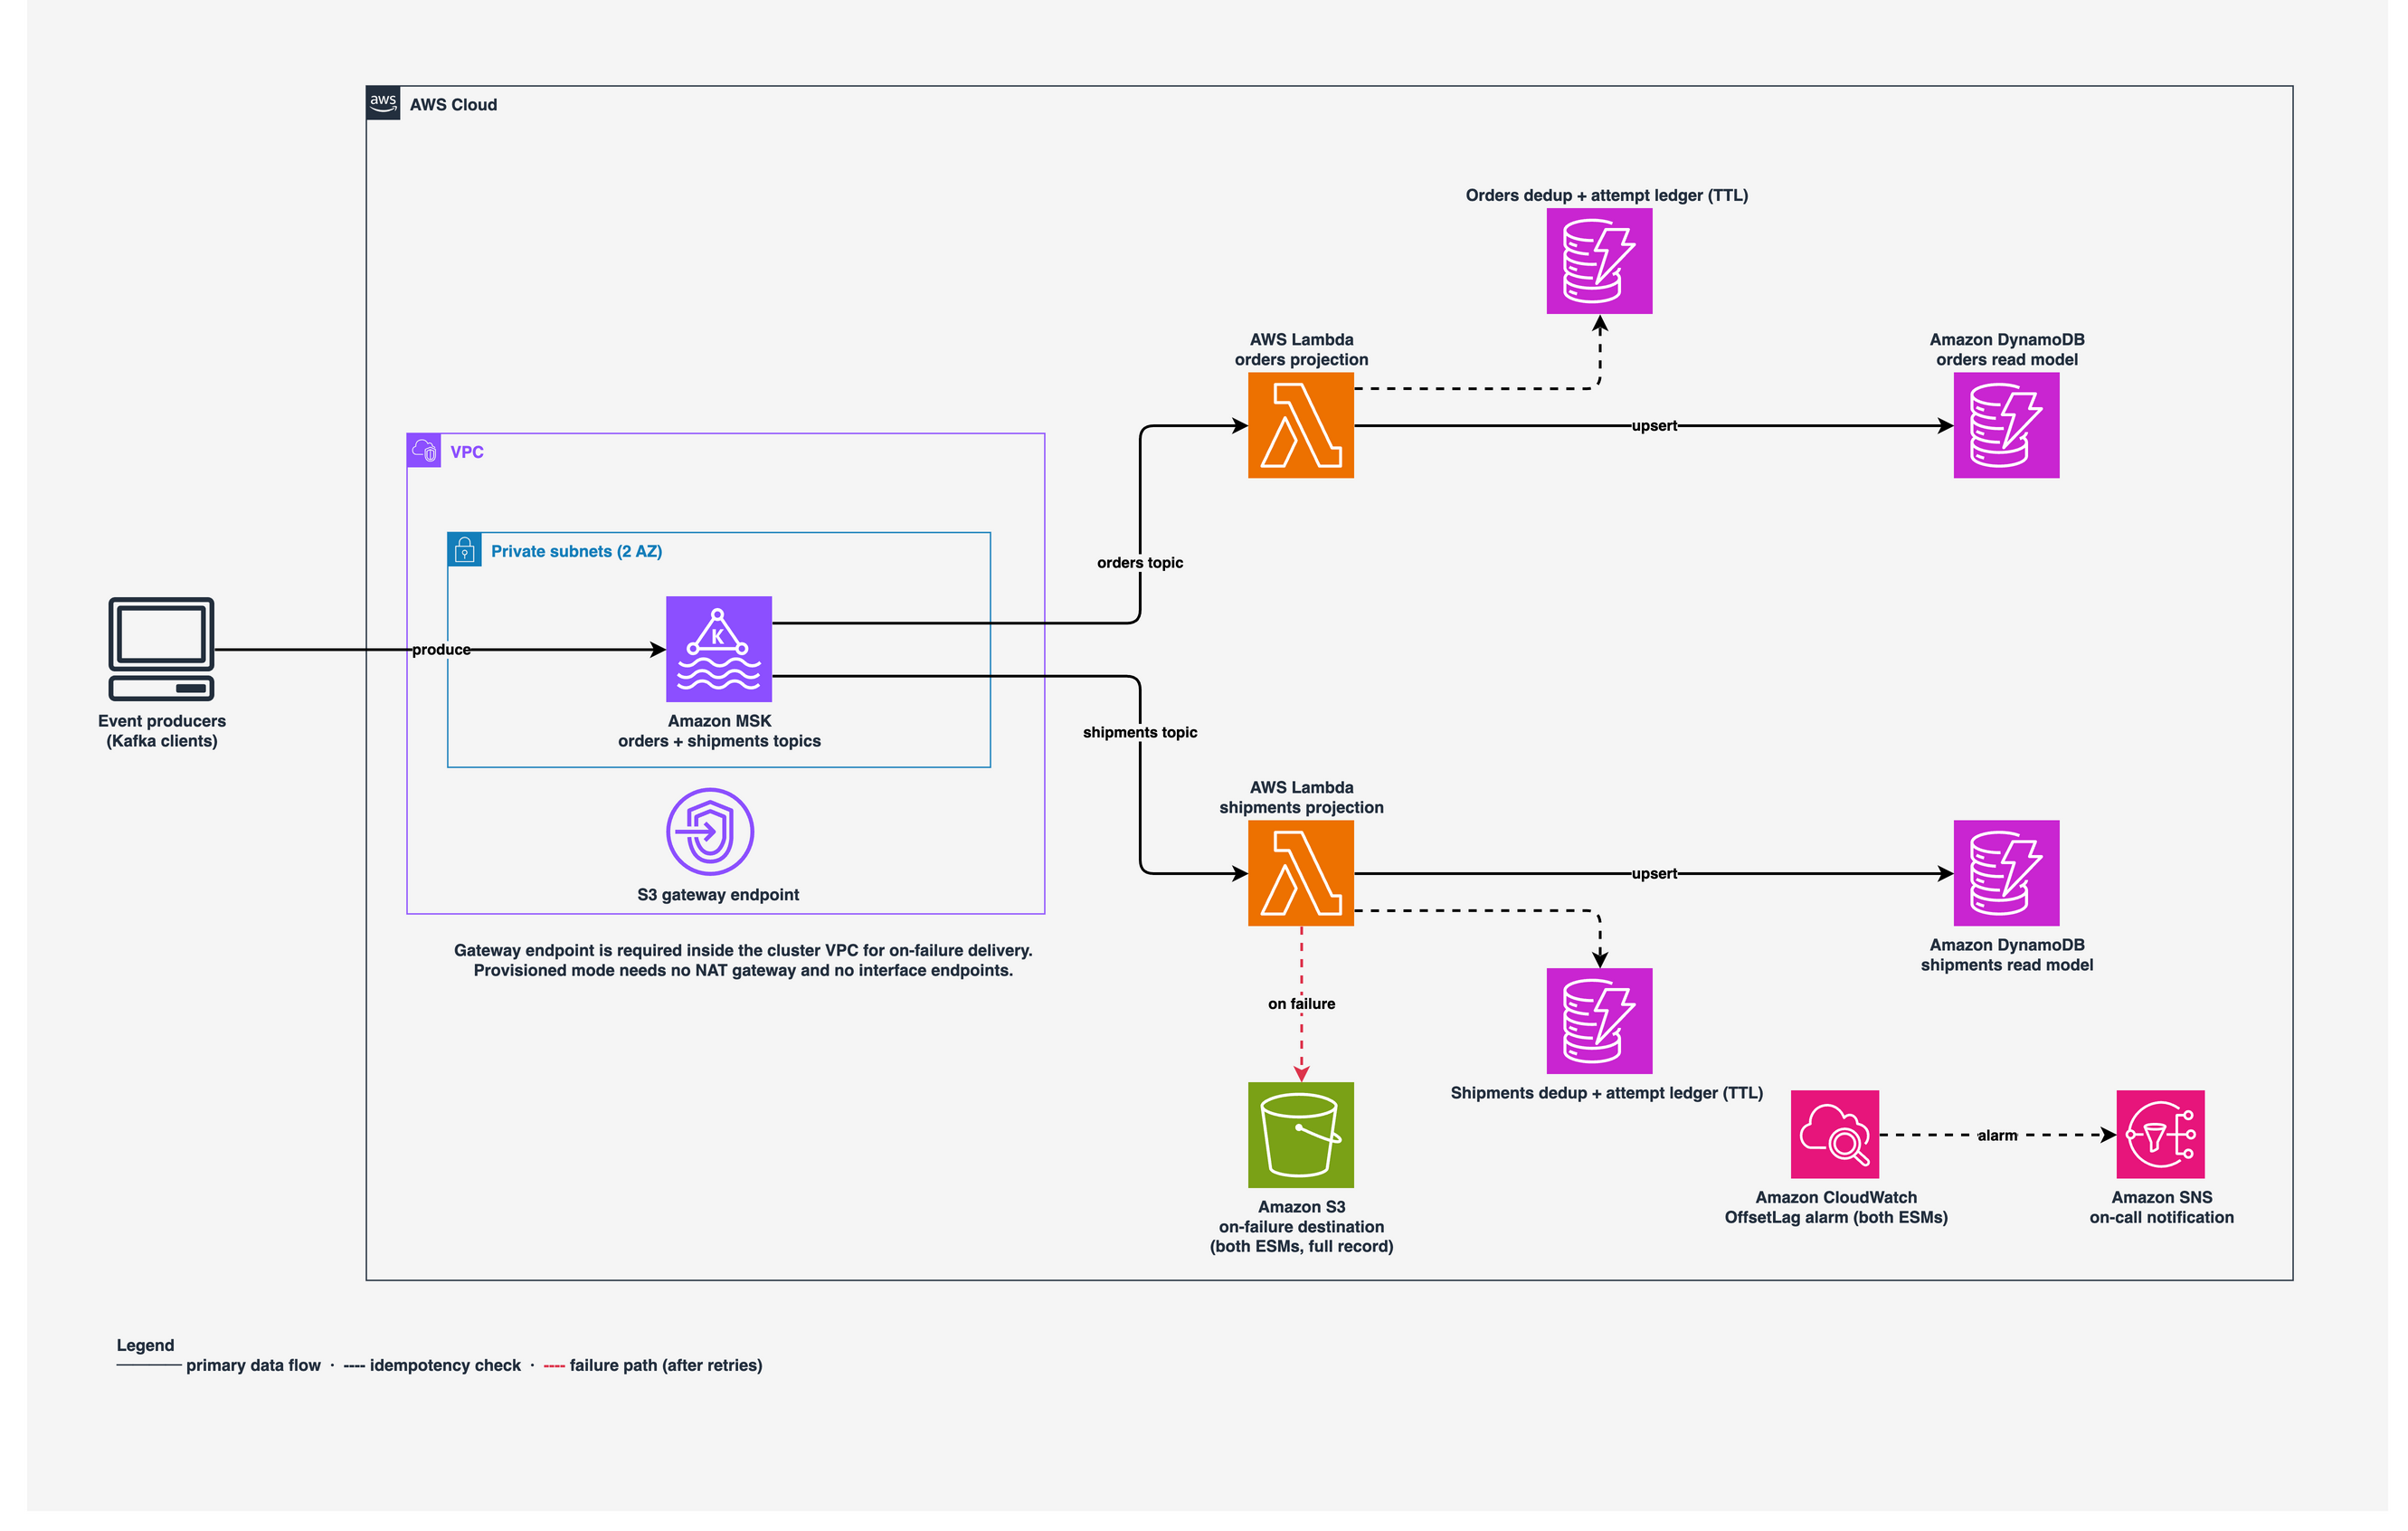 aws
AWS Cloud
Orders dedup + attempt ledger (TTL)
AWS Lambda
orders projection
Amazon DynamoDB
orders read model
upsert
VPC
Private subnets (2 AZ)
orders topic
produce
K
Event producers
(Kafka clients)
Amazon MSK
orders + shipments topics
shipments topic
AWS Lambda
shipments projection
S3 gateway endpoint
upsert
Gateway endpoint is required inside the cluster VPC for on-failure delivery.
Provisioned mode needs no NAT gateway and no interface endpoints.
Amazon DynamoDB
shipments read model
on failure
Shipments dedup + attempt ledger (TTL)
alarm
Amazon S3
on-failure destination
(both ESMs, full record)
Amazon CloudWatch
OffsetLag alarm (both ESMs)
Amazon SNS
on-call notification
Legend
primary data flow · ---- idempotency check · ---- failure path (after retries)